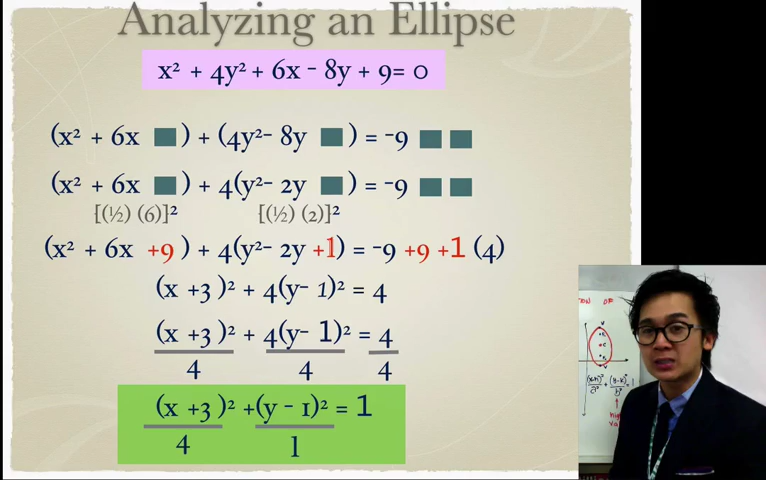 Analyzing an Ellipse
x² + 4y² + 6x − 8y + 9= 0
(x² + 6x ) + (4y²− 8y ) = −9
(x² + 6x ) + 4(y²− 2y ) = −9
[(½) (6)]² [(½) (2)]²
(x² + 6x +9 ) + 4(y²− 2y +1) = −9 +9 +1 (4)
(x +3 )² + 4(y− 1)² = 4
(x +3 )² + 4(y− 1)² = 4
4 4 4
(x +3 )² +(y − 1)² = 1
4 1
OF